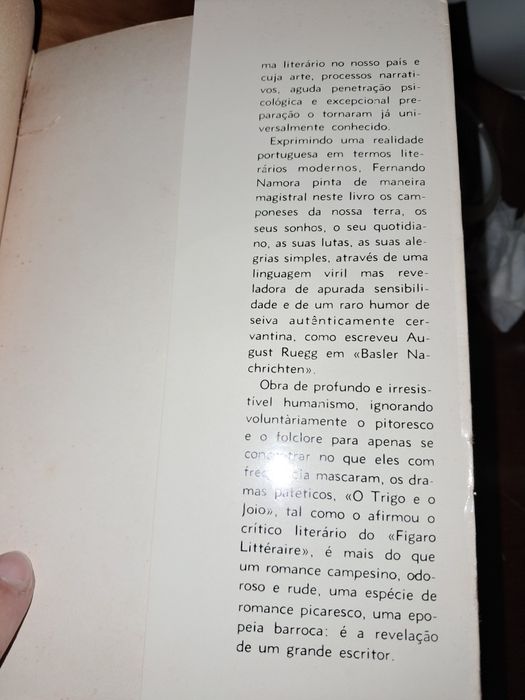 ma literário no nosso país e
cuja arte, processos narrati-
vos, aguda penetração psi-
cológica e excepcional pre-
paração o tornaram já uni-
versalmente conhecido.
Exprimindo uma realidade
portuguesa em termos lite-
rários modernos, Fernando
Namora pinta de maneira
magistral neste livro os cam-
poneses da nossa terra, os
seus sonhos, o seu quotidia-
no, as suas lutas, as suas ale-
grias simples, através de uma
linguagem viril mas reve-
ladora de apurada sensibili-
dade e de um raro humor de
seiva autênticamente cer-
vantina, como escreveu Au-
gust Ruegg em «Basler Na-
chrichten».
Obra de profundo e irresis-
tível humanismo, ignorando
voluntàriamente o pitoresco
e o folclore para apenas se
concentrar no que eles com
frequência mascaram, os dra-
mas patéticos, «O Trigo e o
Joio», tal como o afirmou o
crítico literário do «Figaro
Littéraire», é mais do que
um romance campesino, odo-
roso e rude, uma espécie de
romance picaresco, uma epo-
peia barroca: é a revelação
de um grande escritor.